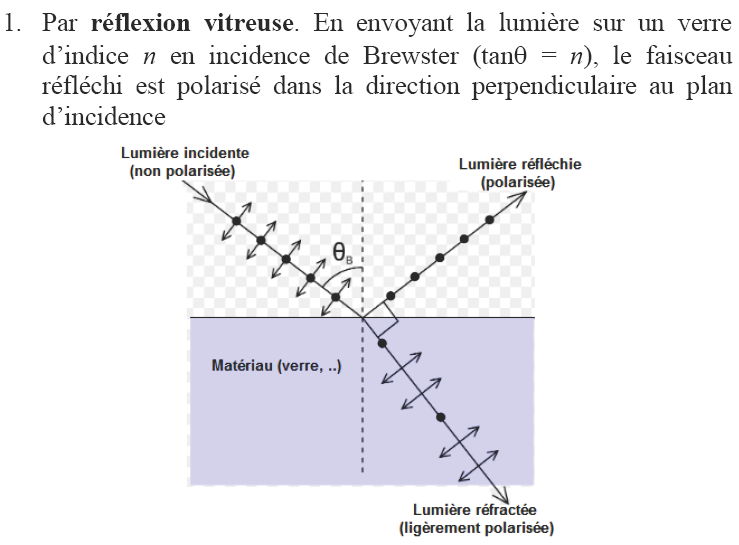 1. Par réflexion vitreuse. En envoyant la lumière sur un verre
d’indice n en incidence de Brewster (tanθ = n), le faisceau
réfléchi est polarisé dans la direction perpendiculaire au plan
d’incidence
Lumière incidente
(non polarisée)
Lumière réfléchie
(polarisée)
θB
Matériau (verre, ..)
Lumière réfractée
(ligèrement polarisée)